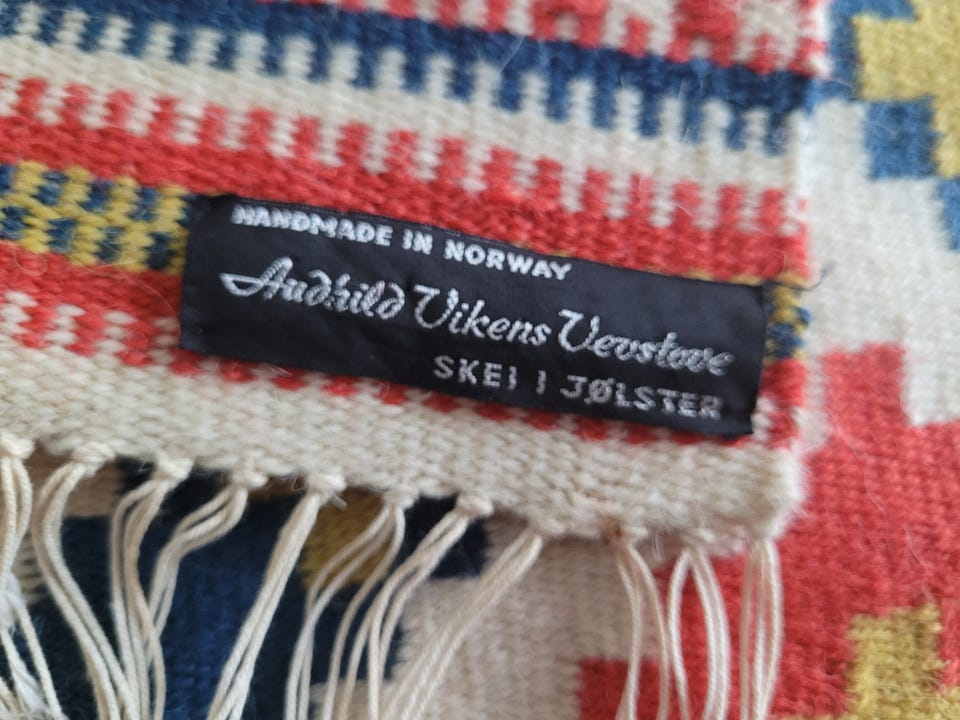 HANDMADE IN NORWAY
Audhild Vikens Vevstove
SKEI I JØLSTER